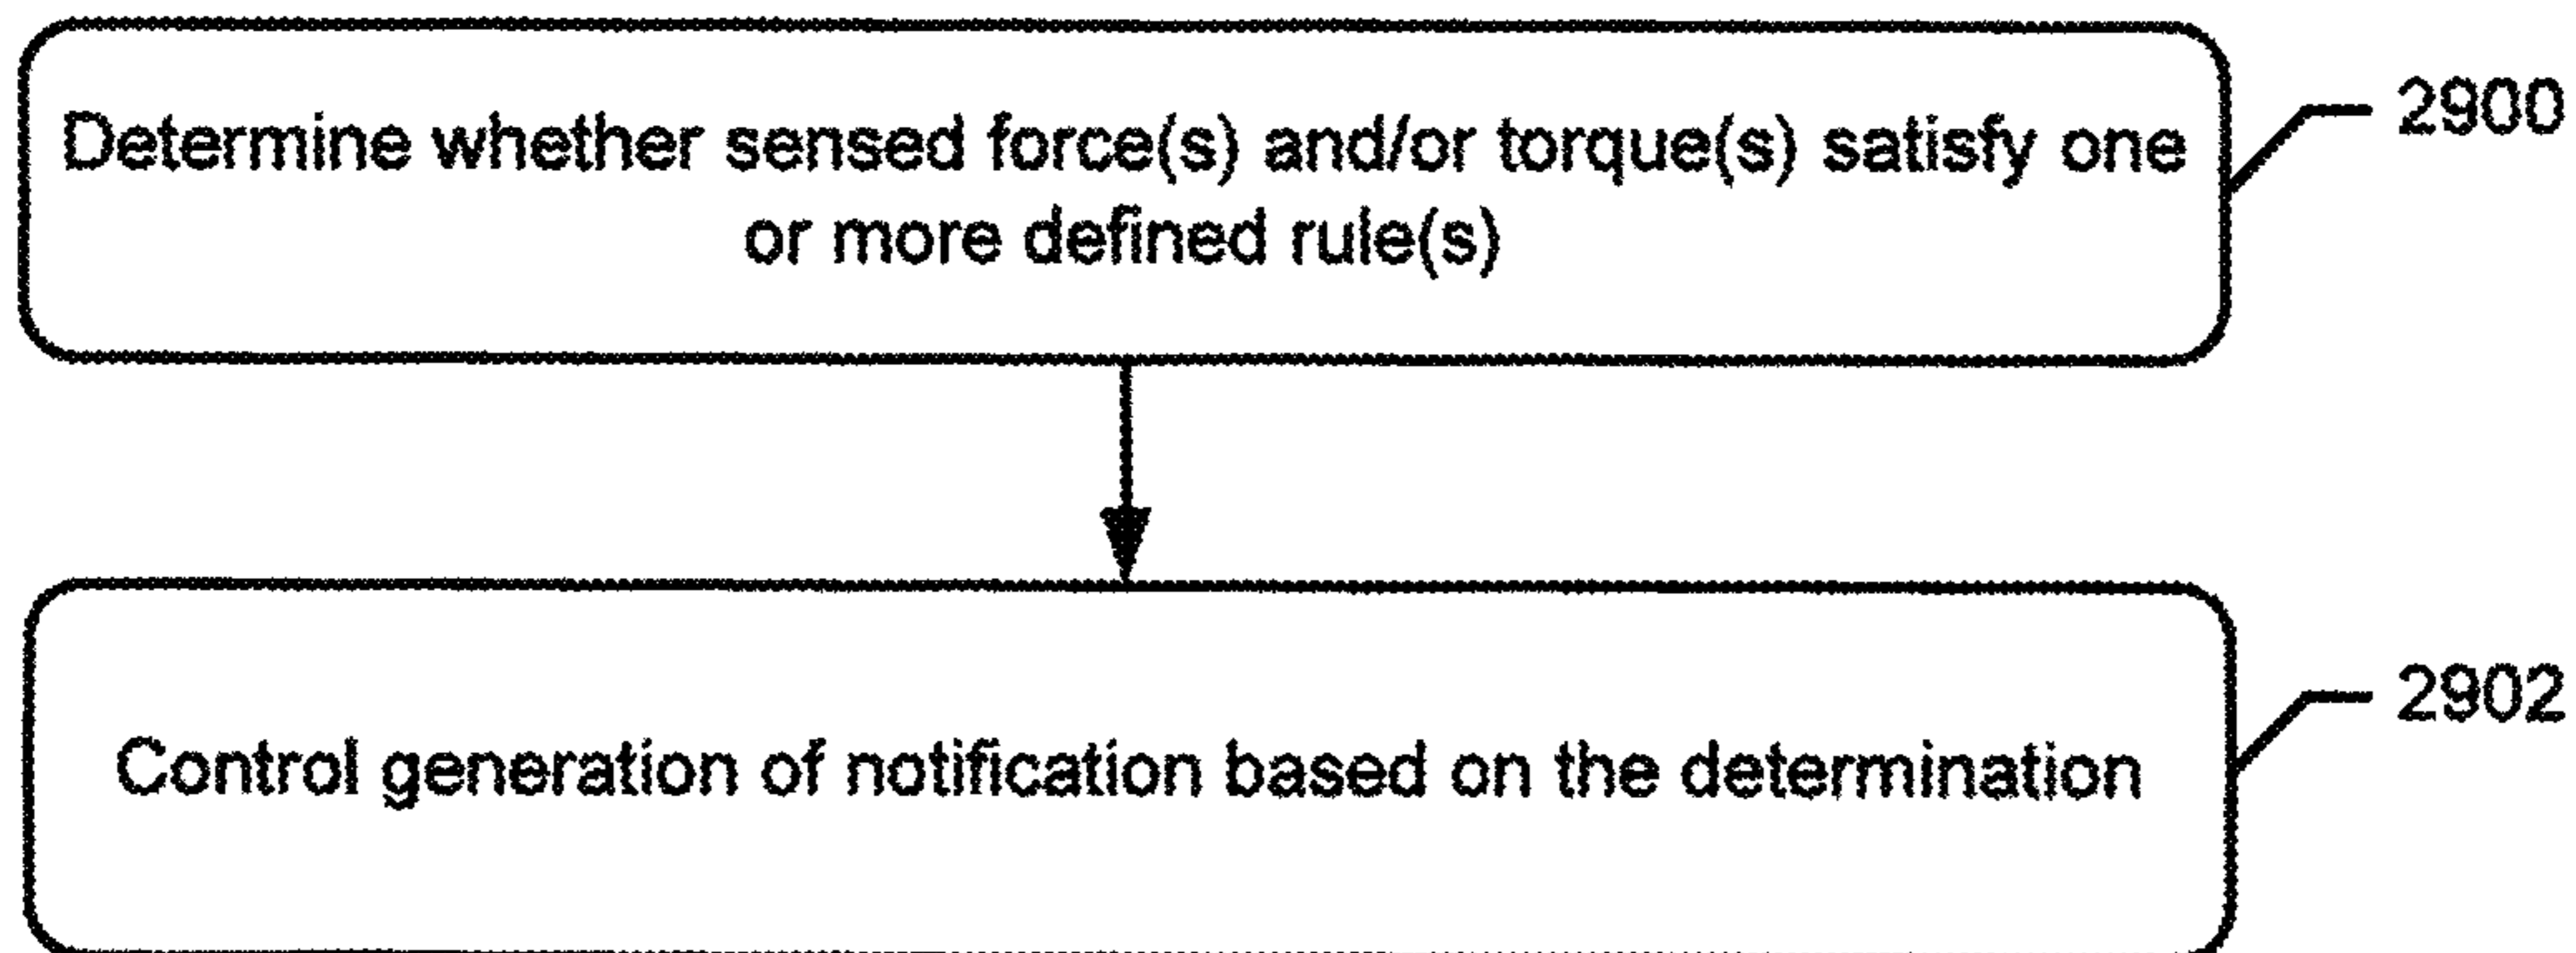 Determine whether sensed force(s) and/or torque(s) satisfy one
or more defined rule(s)
2900
Control generation of notification based on the determination
2902